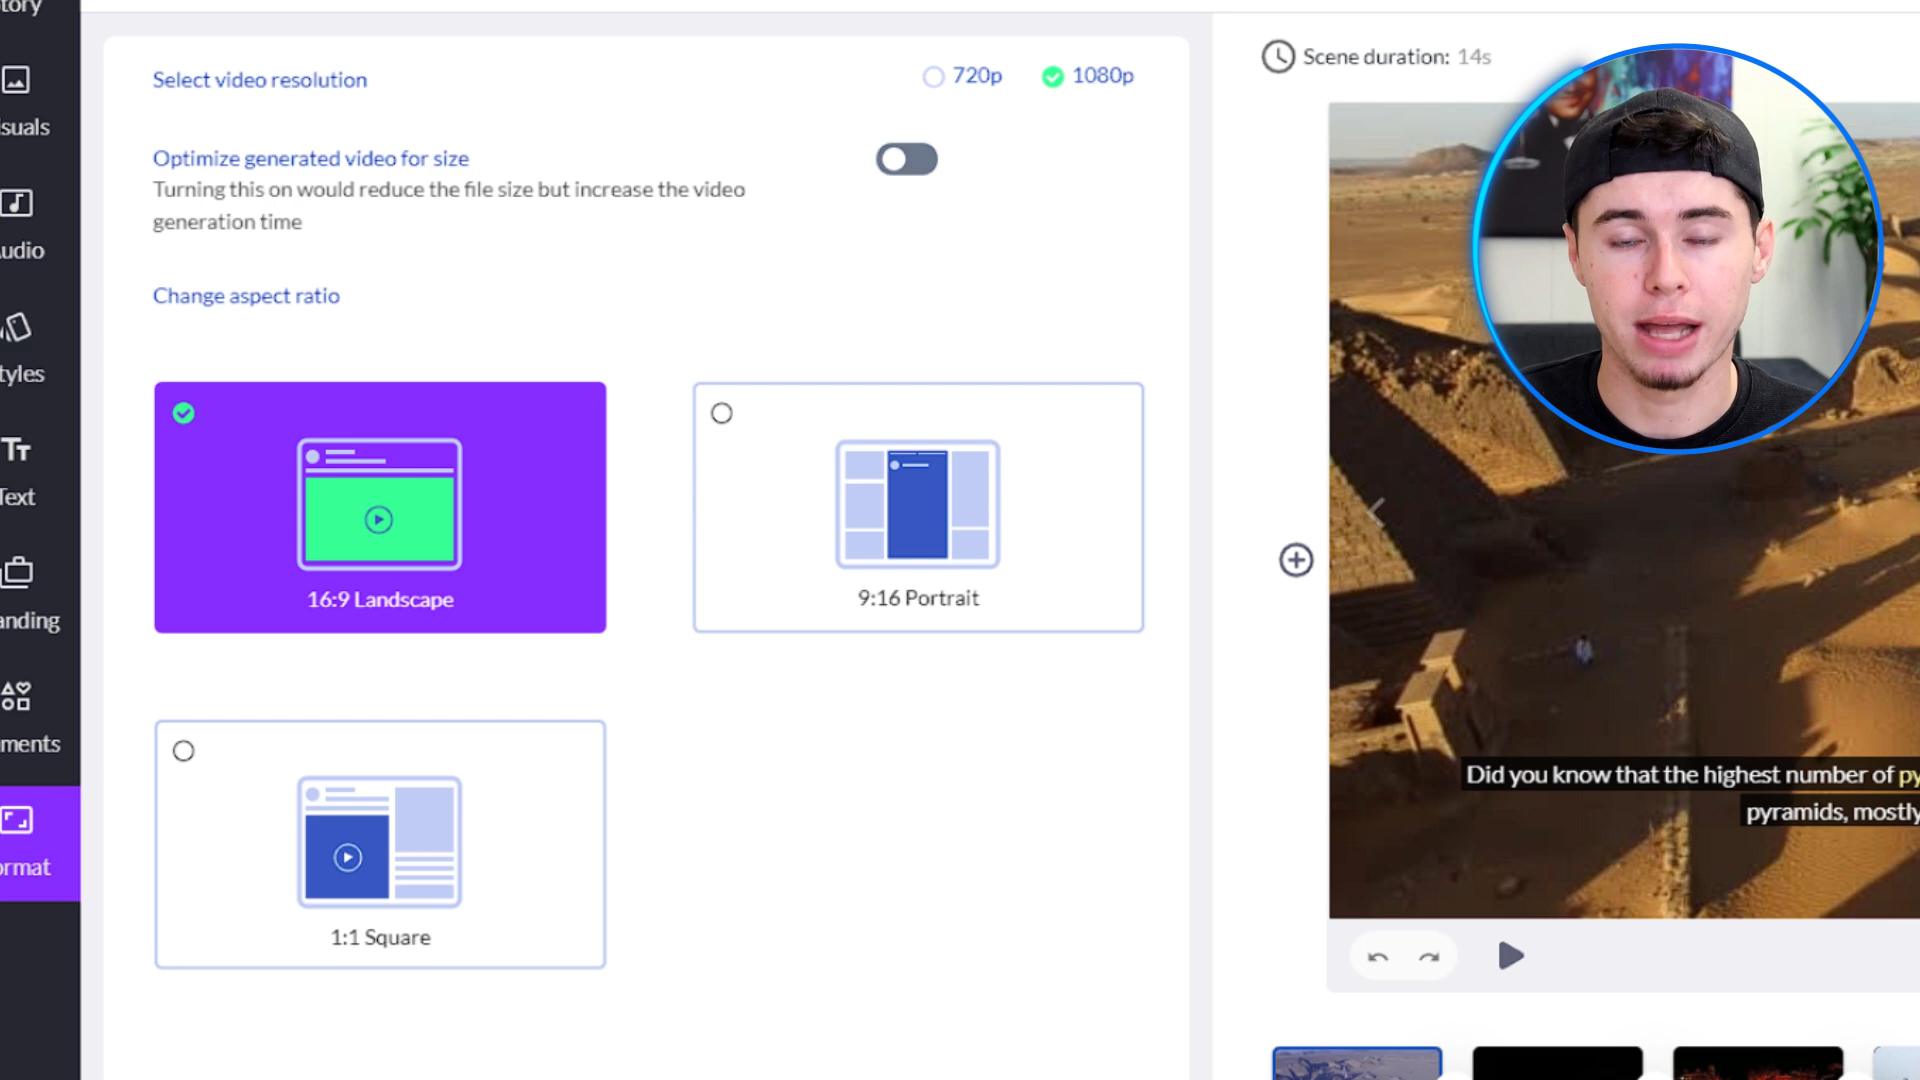 tory
Select video resolution
720p
1080p
Scene duration: 14s
suals
Optimize generated video for size
Turning this on would reduce the file size but increase the video
generation time
udio
Change aspect ratio
tyles
Text
16:9 Landscape
9:16 Portrait
anding
ments
Did you know that the highest number of py
pyramids, mostly
ormat
1:1 Square